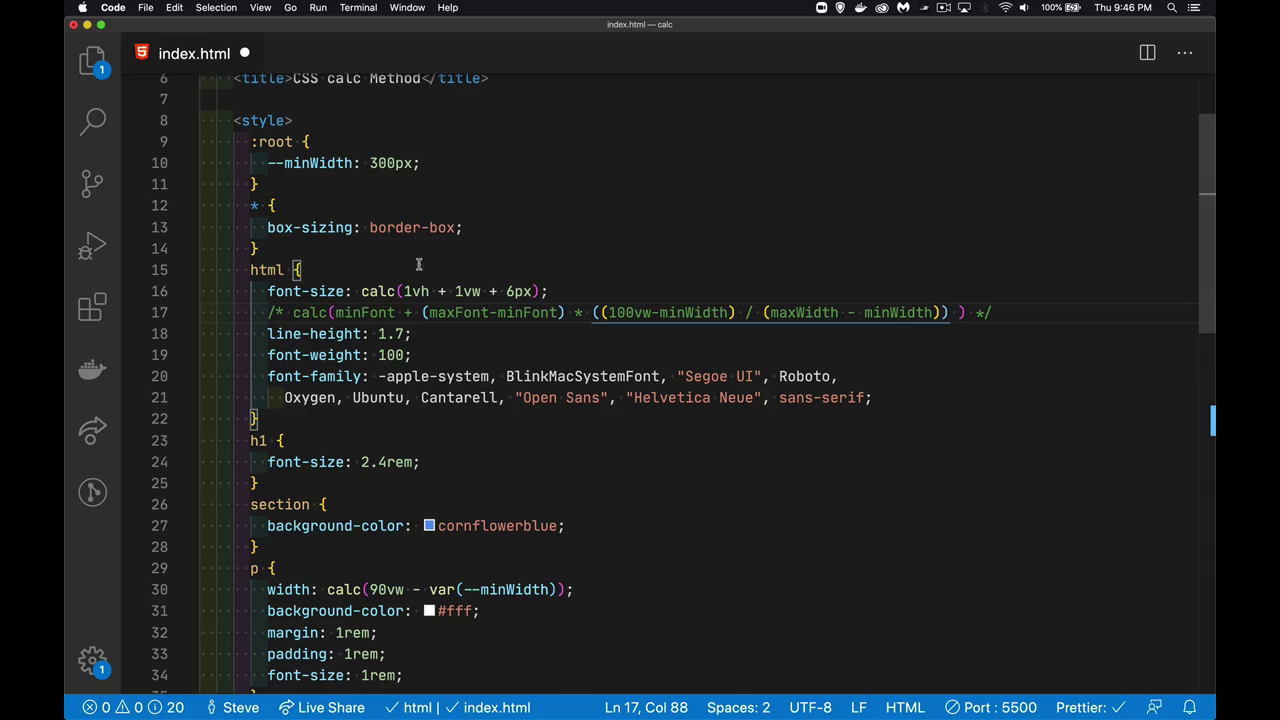 Code File Edit Selection View Go Run Terminal Window Help 100% Thu 9:46 PM
index.html — calc
index.html
6 <title>CSS calc Method</title>
7
8 <style>
9 :root {
10 --minWidth: 300px;
11 }
12 * {
13 box-sizing: border-box;
14 }
15 html {
16 font-size: calc(1vh + 1vw + 6px);
17 /* calc(minFont + (maxFont-minFont) * ((100vw-minWidth) / (maxWidth - minWidth)) ) */
18 line-height: 1.7;
19 font-weight: 100;
20 font-family: -apple-system, BlinkMacSystemFont, "Segoe UI", Roboto,
21 Oxygen, Ubuntu, Cantarell, "Open Sans", "Helvetica Neue", sans-serif;
22 }
23 h1 {
24 font-size: 2.4rem;
25 }
26 section {
27 background-color: cornflowerblue;
28 }
29 p {
30 width: calc(90vw - var(--minWidth));
31 background-color: #fff;
32 margin: 1rem;
33 padding: 1rem;
34 font-size: 1rem;
1
1
0 0 20 Steve Live Share html | index.html Ln 17, Col 88 Spaces: 2 UTF-8 LF HTML Port : 5500 Prettier: